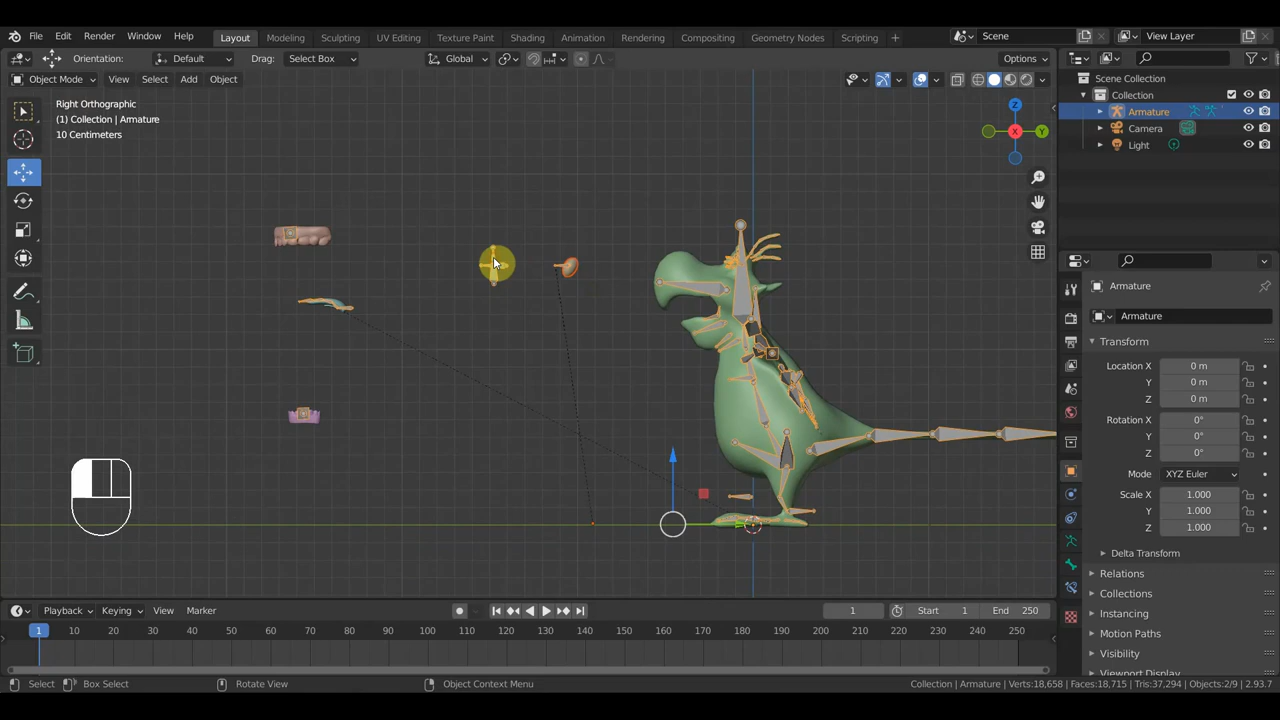 File Edit Render Window Help Layout Modeling Sculpting UV Editing Texture Paint Shading Animation Rendering Compositing Geometry Nodes Scripting + Scene View Layer
Orientation: Default Drag: Select Box Global Options
Object Mode View Select Add Object
Scene Collection
Collection
Armature
Camera
Light
Right Orthographic
(1) Collection | Armature
10 Centimeters
Z
X
Y
Armature
Armature
Transform
Location X 0 m
Y 0 m
Z 0 m
Rotation X 0°
Y 0°
Z 0°
Mode XYZ Euler
Scale X 1.000
Y 1.000
Z 1.000
Delta Transform
Relations
Collections
Instancing
Motion Paths
Visibility
Viewport Display
Playback Keying View Marker 1 Start 1 End 250
1 10 20 30 40 50 60 70 80 90 100 110 120 130 140 150 160 170 180 190 200 210 220 230 240 250
Select Box Select Rotate View Object Context Menu Collection | Armature | Verts:18,658 | Faces:18,715 | Tris:37,294 | Objects:2/9 | 2.93.7